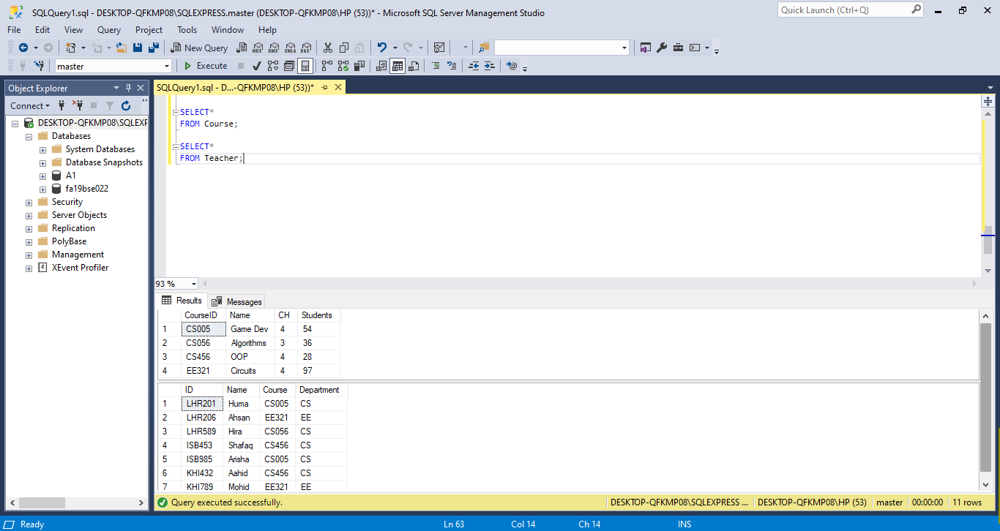 SQLQuery1.sql - DESKTOP-QFKMP08\SQLEXPRESS.master (DESKTOP-QFKMP08\HP (53))* - Microsoft SQL Server Management Studio
Quick Launch (Ctrl+Q)
File Edit View Query Project Tools Window Help
New Query MDX DMX XMLA DAX
master Execute
Object Explorer
SQLQuery1.sql - D...-QFKMP08\HP (53))*
Connect
DESKTOP-QFKMP08\SQLEXF
Databases
System Databases
Database Snapshots
A1
fa19bse022
Security
Server Objects
Replication
PolyBase
Management
XEvent Profiler
SELECT*
FROM Course;
SELECT*
FROM Teacher;
93 %
Results Messages
CourseID Name CH Students
1 CS005 Game Dev 4 54
2 CS056 Algorithms 3 36
3 CS456 OOP 4 28
4 EE321 Circuits 4 97
ID Name Course Department
1 LHR201 Huma CS005 CS
2 LHR206 Ahsan EE321 EE
3 LHR589 Hira CS056 CS
4 ISB453 Shafaq CS456 CS
5 ISB985 Arisha CS005 CS
6 KHI432 Aahid CS456 CS
7 KHI789 Mohid EE321 EE
Query executed successfully. DESKTOP-QFKMP08\SQLEXPRESS ... DESKTOP-QFKMP08\HP (53) master 00:00:00 11 rows
Ready Ln 63 Col 14 Ch 14 INS